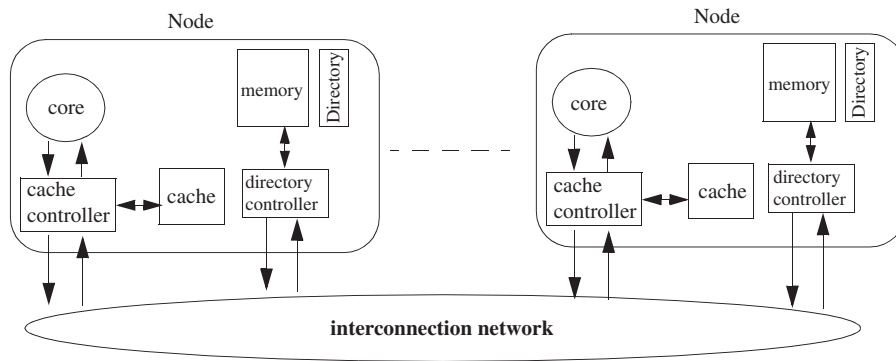 Node
core
memory
Directory
cache
controller
cache
directory
controller
Node
core
memory
Directory
cache
controller
cache
directory
controller
interconnection network